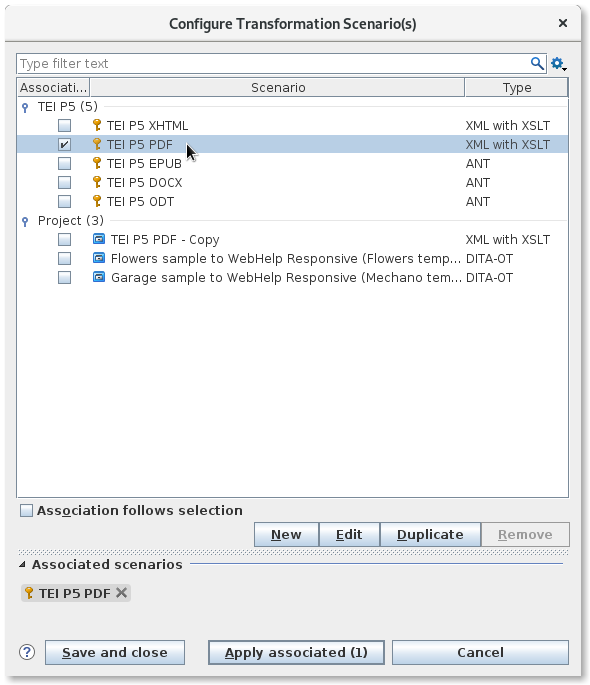 Configure Transformation Scenario(s)
Type filter text
Associati... Scenario Type
TEI P5 (5)
TEI P5 XHTML XML with XSLT
TEI P5 PDF XML with XSLT
TEI P5 EPUB ANT
TEI P5 DOCX ANT
TEI P5 ODT ANT
Project (3)
TEI P5 PDF - Copy XML with XSLT
Flowers sample to WebHelp Responsive (Flowers temp... DITA-OT
Garage sample to WebHelp Responsive (Mechano tem... DITA-OT
Association follows selection
New Edit Duplicate Remove
Associated scenarios
TEI P5 PDF
? Save and close Apply associated (1) Cancel